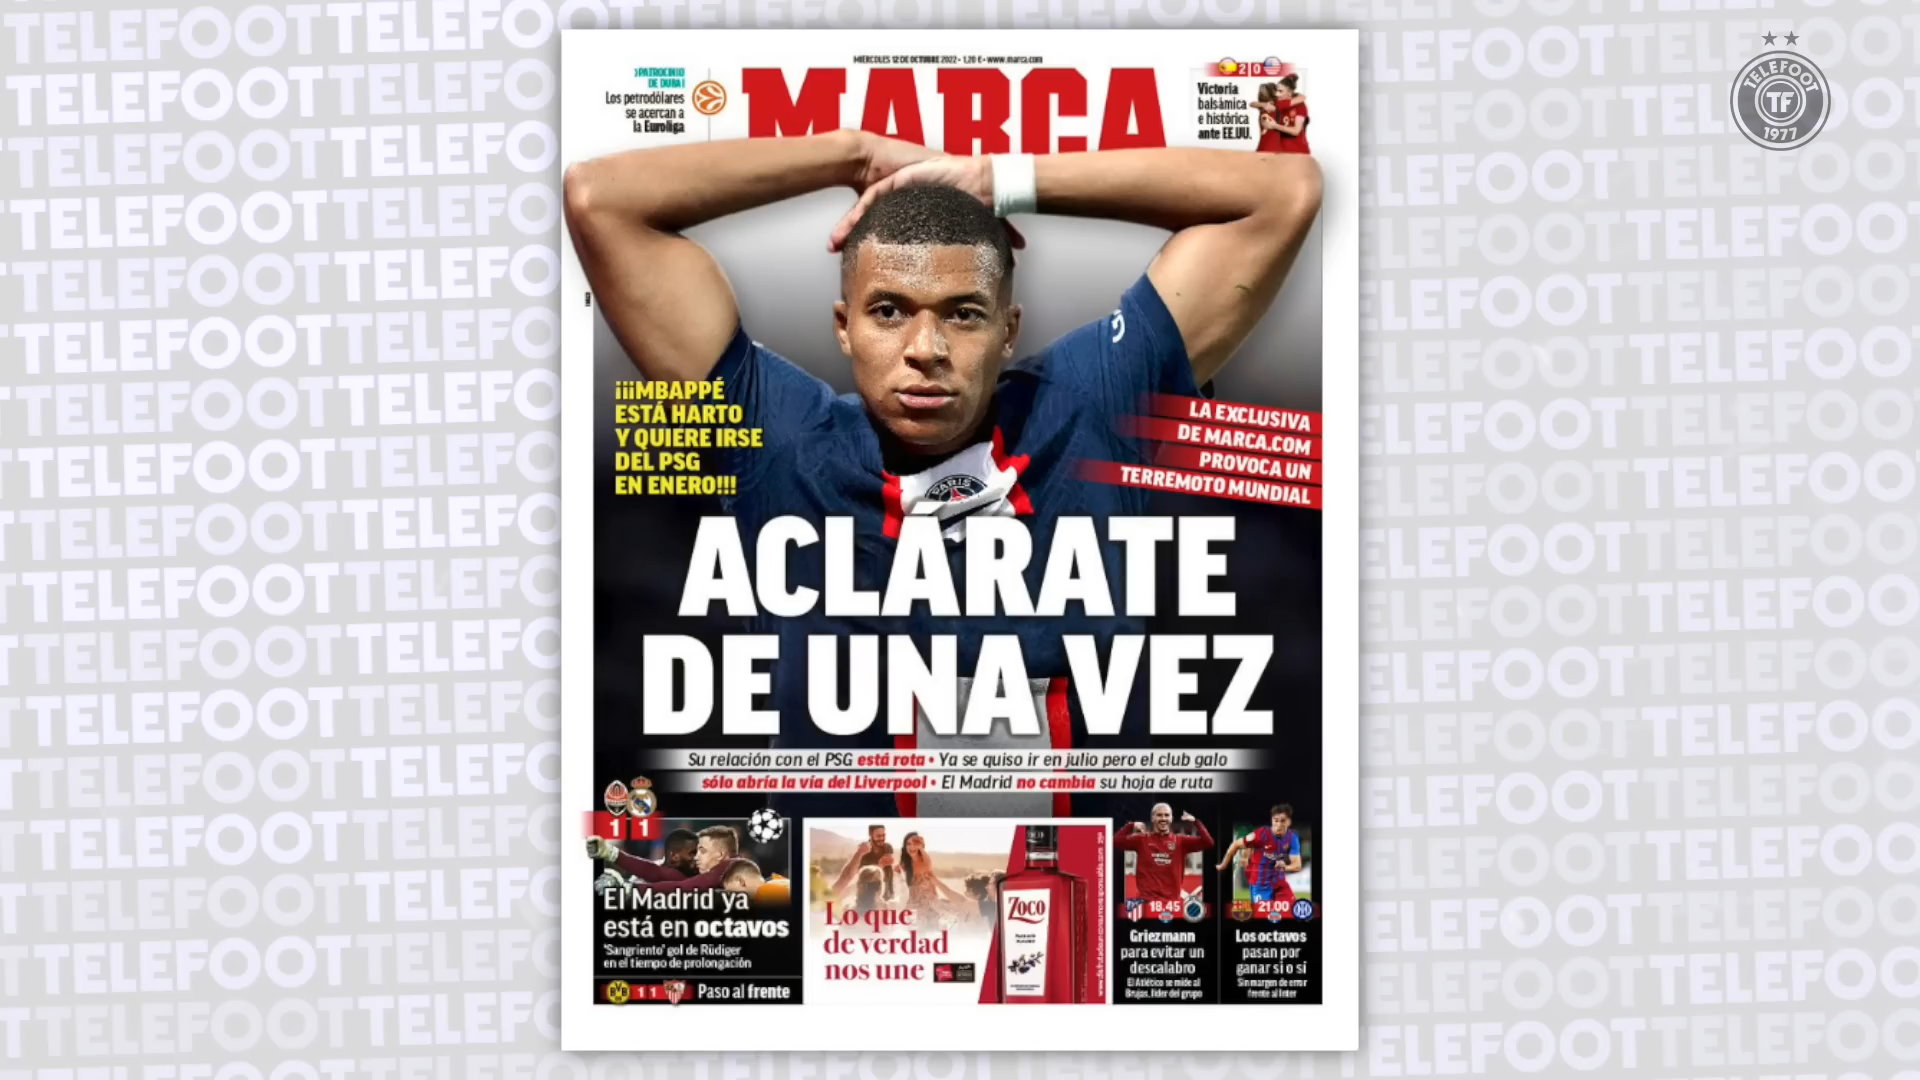 MIÉRCOLES 12 DE OCTUBRE 2022 • 1,20 € • www.marca.com
PATROCINIO
DE DUBAI
Los petrodólares
se acercan a
la Euroliga
MARCA
2 0
Victoria
balsámica
e histórica
ante EE.UU.
TELEFOOT
TF
1977
¡¡¡MBAPPÉ
ESTÁ HARTO
Y QUIERE IRSE
DEL PSG
EN ENERO!!!
LA EXCLUSIVA
DE MARCA.COM
PROVOCA UN
TERREMOTO MUNDIAL
PARIS
ACLÁRATE
DE UNA VEZ
Su relación con el PSG está rota • Ya se quiso ir en julio pero el club galo
sólo abría la vía del Liverpool • El Madrid no cambia su hoja de ruta
1 1
El Madrid ya
está en octavos
'Sangriento' gol de Rüdiger
en el tiempo de prolongación
BVB 1 1 Paso al frente
Lo que
de verdad
nos une
ZOCO
18.45
Griezmann
para evitar un
descalabro
El Atlético se mide al
Brujas, líder del grupo
21.00
Los octavos
pasan por
ganar sí o sí
Sin margen de error
frente al Inter
TELEFOOT TELEFOOT